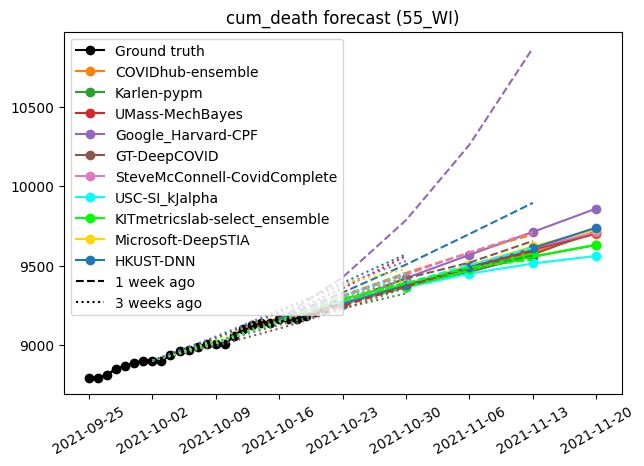 cum_death forecast (55_WI)
Ground truth
COVIDhub-ensemble
Karlen-pypm
UMass-MechBayes
Google_Harvard-CPF
GT-DeepCOVID
SteveMcConnell-CovidComplete
USC-SI_kJalpha
KITmetricslab-select_ensemble
Microsoft-DeepSTIA
HKUST-DNN
1 week ago
3 weeks ago
10500
10000
9500
9000
2021-09-25
2021-10-02
2021-10-09
2021-10-16
2021-10-23
2021-10-30
2021-11-06
2021-11-13
2021-11-20